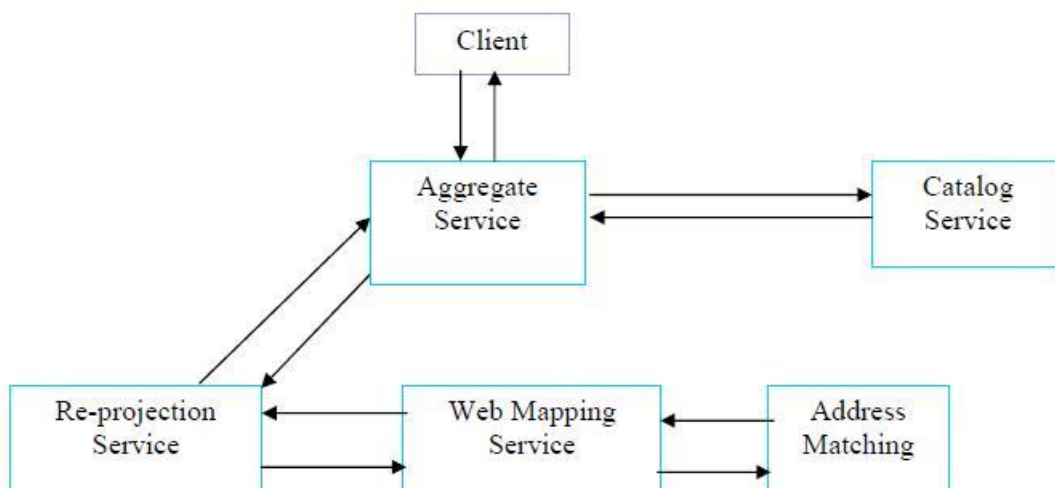 Client
Aggregate
Service
Catalog
Service
Re-projection
Service
Web Mapping
Service
Address
Matching